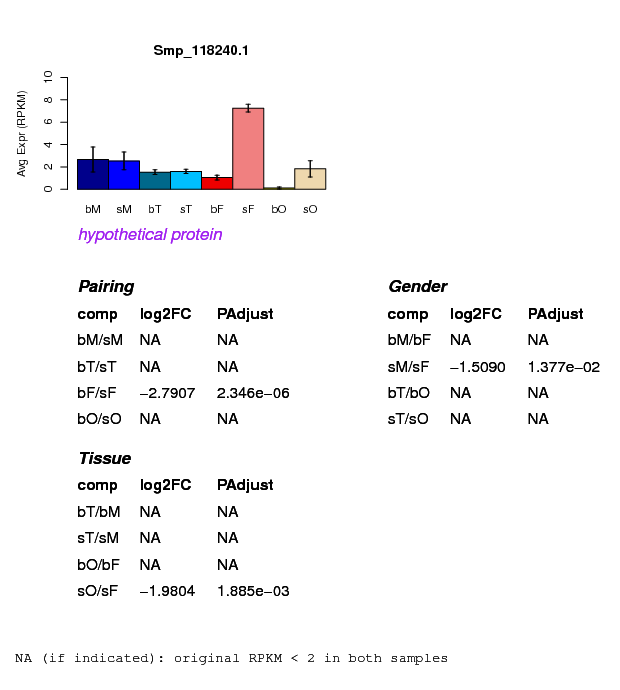 Smp_118240.1
Avg Expr (RPKM)
10
8
6
4
2
0
bM sM bT sT bF sF bO sO
hypothetical protein
Pairing
comp log2FC PAdjust
bM/sM NA NA
bT/sT NA NA
bF/sF −2.7907 2.346e−06
bO/sO NA NA
Gender
comp log2FC PAdjust
bM/bF NA NA
sM/sF −1.5090 1.377e−02
bT/bO NA NA
sT/sO NA NA
Tissue
comp log2FC PAdjust
bT/bM NA NA
sT/sM NA NA
bO/bF NA NA
sO/sF −1.9804 1.885e−03
NA (if indicated): original RPKM < 2 in both samples